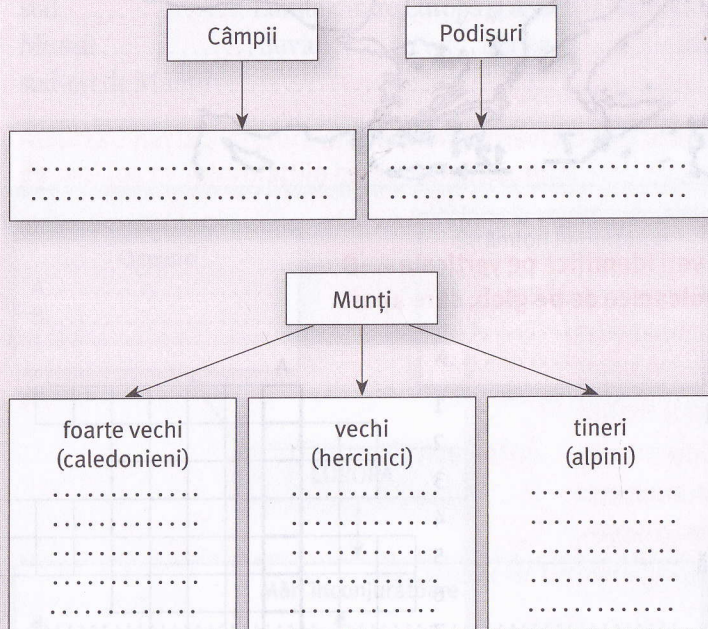 Câmpii
Podișuri
Munți
foarte vechi
(caledonieni)
vechi
(hercinici)
tineri
(alpini)